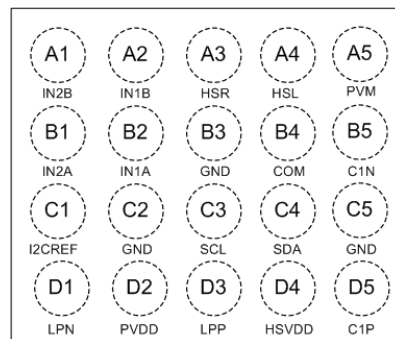 A1 A2 A3 A4 A5
IN2B IN1B HSR HSL PVM
B1 B2 B3 B4 B5
IN2A IN1A GND COM C1N
C1 C2 C3 C4 C5
I2CREF GND SCL SDA GND
D1 D2 D3 D4 D5
LPN PVDD LPP HSVDD C1P